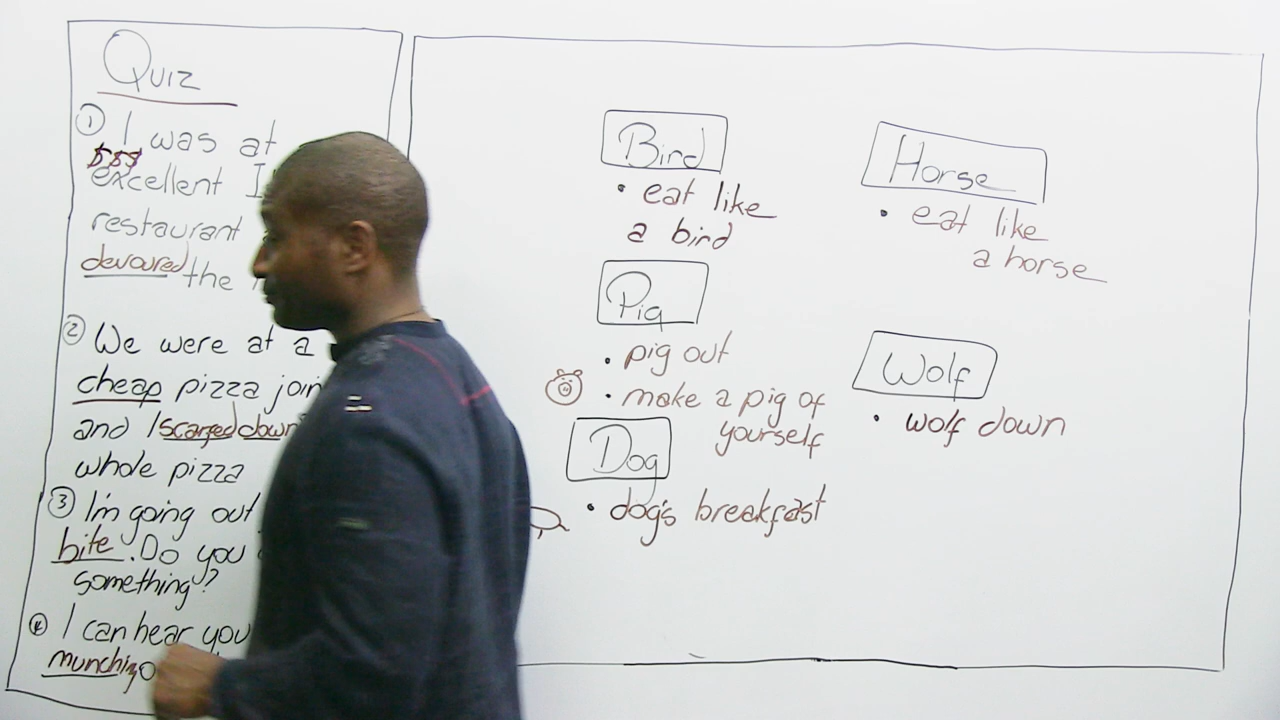 Quiz
① I was at
$$$
excellent
restaurant
devoured the
② We were at a
cheap pizza
and I scarfed down
whole pizza
③ I'm going out
bite. Do you
something?
④ I can hear you
munching
Bird
• eat like
a bird
Pig
• pig out
• make a pig of
yourself
Dog
• dog's breakfast
Horse
• eat like
a horse
Wolf
• wolf down